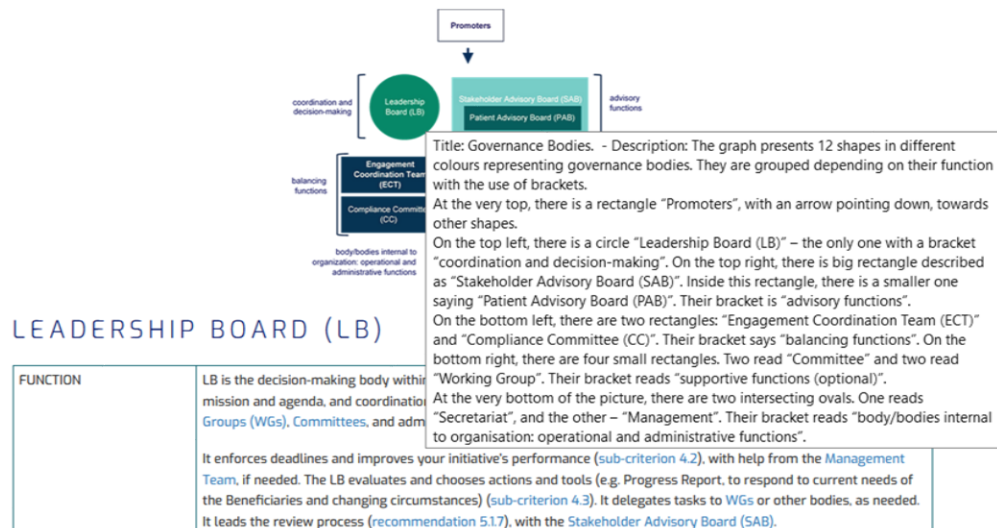 Promoters
coordination and
decision-making
Leadership
Board (LB)
Stakeholder Advisory Board (SAB)
Patient Advisory Board (PAB)
advisory
functions
balancing
functions
Engagement
Coordination Team
(ECT)
Compliance Committe
(CC)
body/bodies internal to
organization: operational and
administrative functions
Title: Governance Bodies.  - Description: The graph presents 12 shapes in different
colours representing governance bodies. They are grouped depending on their function
with the use of brackets.
At the very top, there is a rectangle “Promoters”, with an arrow pointing down, towards
other shapes.
On the top left, there is a circle “Leadership Board (LB)” – the only one with a bracket
“coordination and decision-making”. On the top right, there is big rectangle described
as “Stakeholder Advisory Board (SAB)”. Inside this rectangle, there is a smaller one
saying “Patient Advisory Board (PAB)”. Their bracket is “advisory functions”.
On the bottom left, there are two rectangles: “Engagement Coordination Team (ECT)”
and “Compliance Committee (CC)”. Their bracket says “balancing functions”. On the
bottom right, there are four small rectangles. Two read “Committee” and two read
“Working Group”. Their bracket reads “supportive functions (optional)”.
At the very bottom of the picture, there are two intersecting ovals. One reads
“Secretariat”, and the other – “Management”. Their bracket reads “body/bodies internal
to organisation: operational and administrative functions”.
LEADERSHIP BOARD (LB)
FUNCTION
LB is the decision-making body within
mission and agenda, and coordination
Groups (WGs), Committees, and adm
It enforces deadlines and improves your initiative’s performance (sub-criterion 4.2), with help from the Management
Team, if needed. The LB evaluates and chooses actions and tools (e.g. Progress Report, to respond to current needs of
the Beneficiaries and changing circumstances) (sub-criterion 4.3). It delegates tasks to WGs or other bodies, as needed.
It leads the review process (recommendation 5.1.7), with the Stakeholder Advisory Board (SAB).